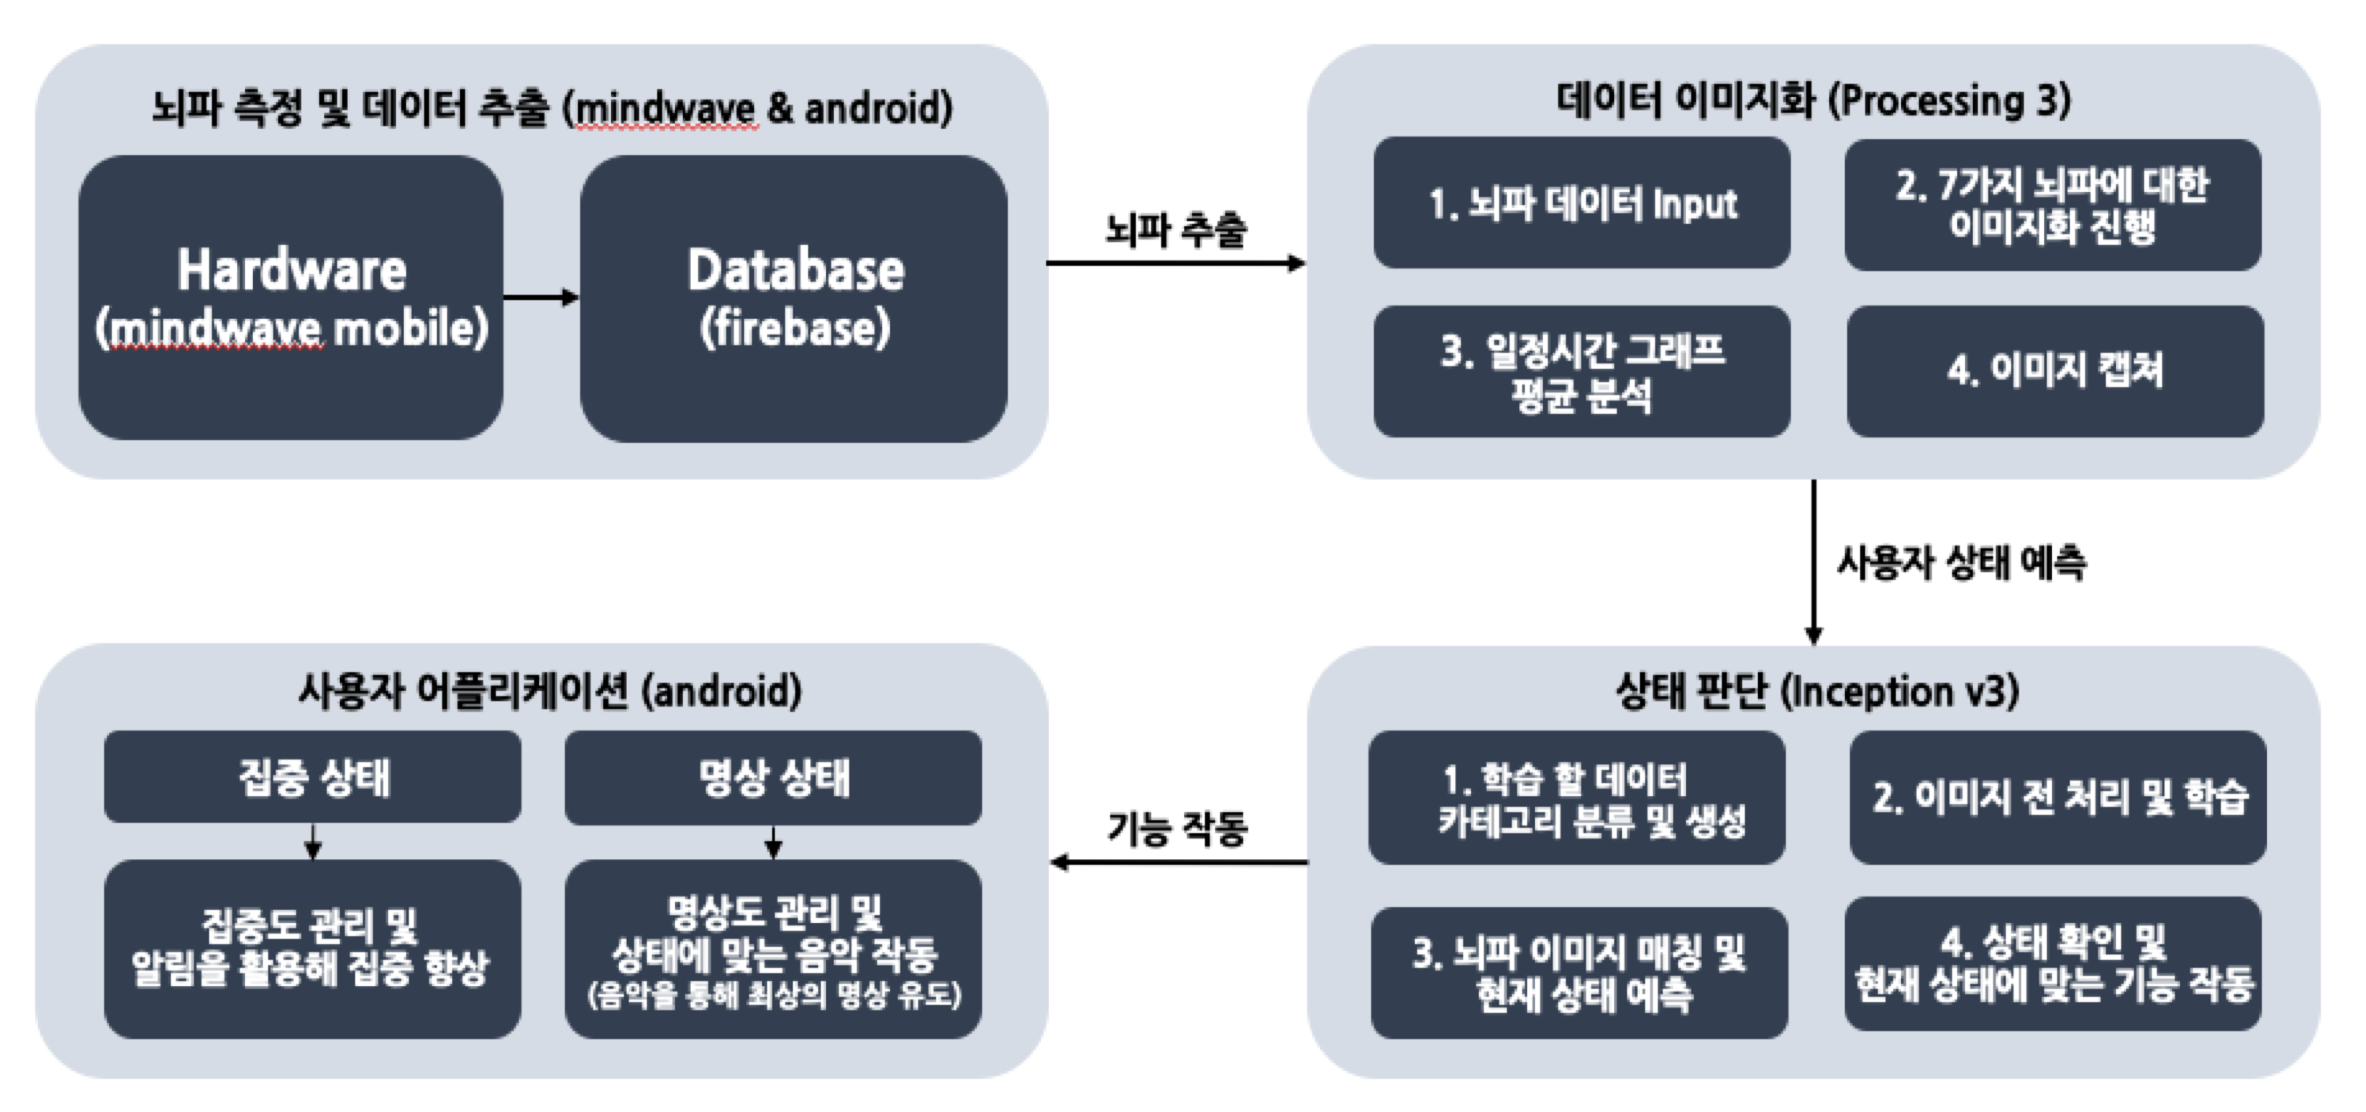 뇌파 측정 및 데이터 추출 (mindwave & android)
Hardware
(mindwave mobile)
Database
(firebase)
뇌파 추출
데이터 이미지화 (Processing 3)
1. 뇌파 데이터 Input
2. 7가지 뇌파에 대한
이미지화 진행
3. 일정시간 그래프
평균 분석
4. 이미지 캡쳐
사용자 상태 예측
상태 판단 (Inception v3)
1. 학습 할 데이터
카테고리 분류 및 생성
2. 이미지 전 처리 및 학습
3. 뇌파 이미지 매칭 및
현재 상태 예측
4. 상태 확인 및
현재 상태에 맞는 기능 작동
기능 작동
사용자 어플리케이션 (android)
집중 상태
집중도 관리 및
알림을 활용해 집중 향상
명상 상태
명상도 관리 및
상태에 맞는 음악 작동
(음악을 통해 최상의 명상 유도)